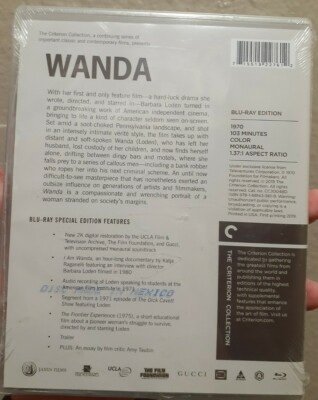 The Criterion Collection, a continuing series of
important classic and contemporary films, presents
WANDA
With her first and only feature film—a hard-luck drama she
wrote, directed, and starred in—Barbara Loden turned in
a groundbreaking work of American independent cinema,
bringing to life a kind of character seldom seen on-screen.
Set amid a soot-choked Pennsylvania landscape, and shot
in an intensely intimate vérité style, the film takes up with
distant and soft-spoken Wanda (Loden), who has left her
husband, lost custody of her children, and now finds herself
alone, drifting between dingy bars and motels, where she
falls prey to a series of callous men—including a bank robber
who ropes her into his next criminal scheme. An until now
difficult-to-see masterpiece that has nonetheless exerted an
outsize influence on generations of artists and filmmakers,
Wanda is a compassionate and wrenching portrait of a
woman stranded on society's margins.
BLU-RAY SPECIAL EDITION FEATURES
• New 2K digital restoration by the UCLA Film &
Television Archive, The Film Foundation, and Gucci,
with uncompressed monaural soundtrack
• I Am Wanda, an hour-long documentary by Katja
Raganelli featuring an interview with director
Barbara Loden filmed in 1980
• Audio recording of Loden speaking to students at the
American Film Institute in 1971
• Segment from a 1971 episode of The Dick Cavett
Show featuring Loden
• The Frontier Experience (1975), a short educational
film about a pioneer woman's struggle to survive,
directed by and starring Loden
• Trailer
• PLUS: An essay by film critic Amy Taubin
BLU-RAY EDITION
1970
103 MINUTES
COLOR
MONAURAL
1.37:1 ASPECT RATIO
THE CRITERION COLLECTION
The Criterion Collection is
dedicated to gathering
the greatest films from
around the world and
publishing them in
editions of the highest
technical quality,
with supplemental
features that enhance
the appreciation of
the art of film. Visit us
at Criterion.com.
JANUS FILMS
UCLA
THE FILM
FOUNDATION
GUCCI